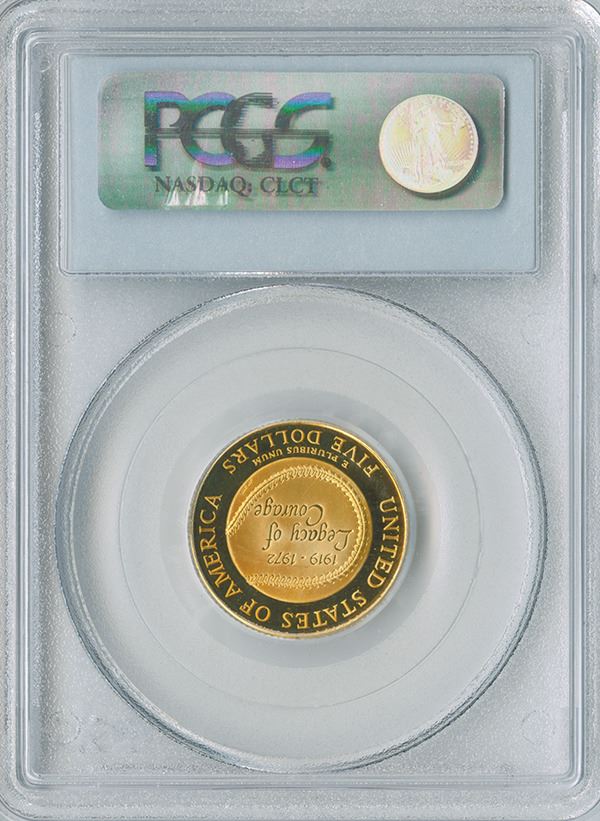 PCGS.
NASDAQ: CLCT
UNITED STATES OF AMERICA
1919 - 1972
Legacy of
Courage
E PLURIBUS UNUM
FIVE DOLLARS